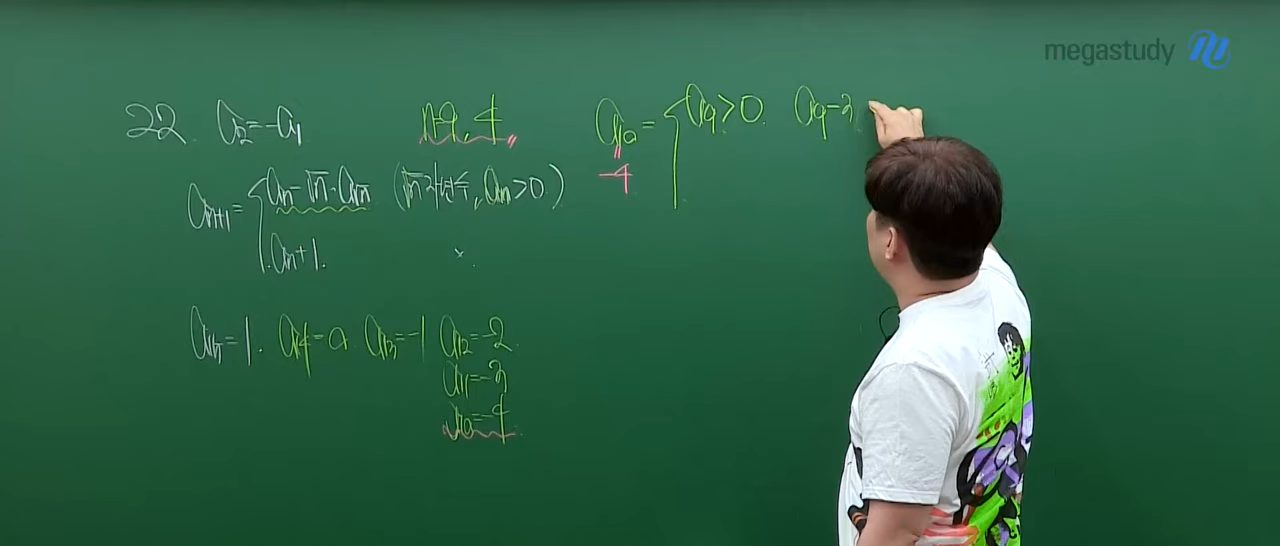 megastudy
22. a₂=-a₁
n=9, 4
a₁₀= { a₉>0. a₉-3
-4
aₙ₊₁= { aₙ-√n·a√n (√n 자연수, aₙ>0.)
aₙ+1.
a₁₅=1. a₁₄=0. a₁₃=-1 a₁₂=-2
a₁₁=-3
a₁₀=-4